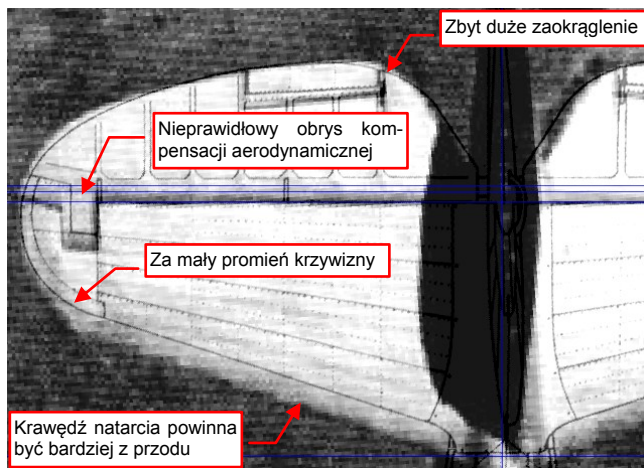 Zbyt duże zaokrąglenie
Nieprawidłowy obrys kom-
pensacji aerodynamicznej
Za mały promień krzywizny
Krawędź natarcia powinna
być bardziej z przodu